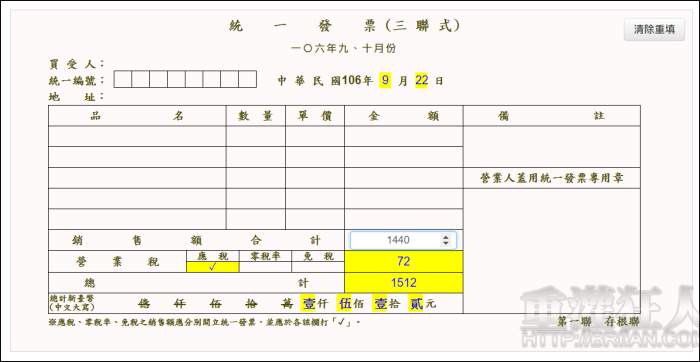 統一發票(三聯式)
清除重填
一〇六年九、十月份
買受人:
統一編號:
中華民國106年 9 月 22 日
地址:
品名 數量 單價 金額 備註
營業人蓋用統一發票專用章
銷售額合計 1440
營業稅 應稅 零稅率 免稅 72
✓
總計 1512
總計新臺幣
(中文大寫)
億仟佰拾萬壹仟伍佰壹拾貳元
※應稅、零稅率、免稅之銷售額應分別開立統一發票,並應於各該欄打「✓」。
第一聯 存根聯
重灌狂人
HTTP://BRIIAN.COM